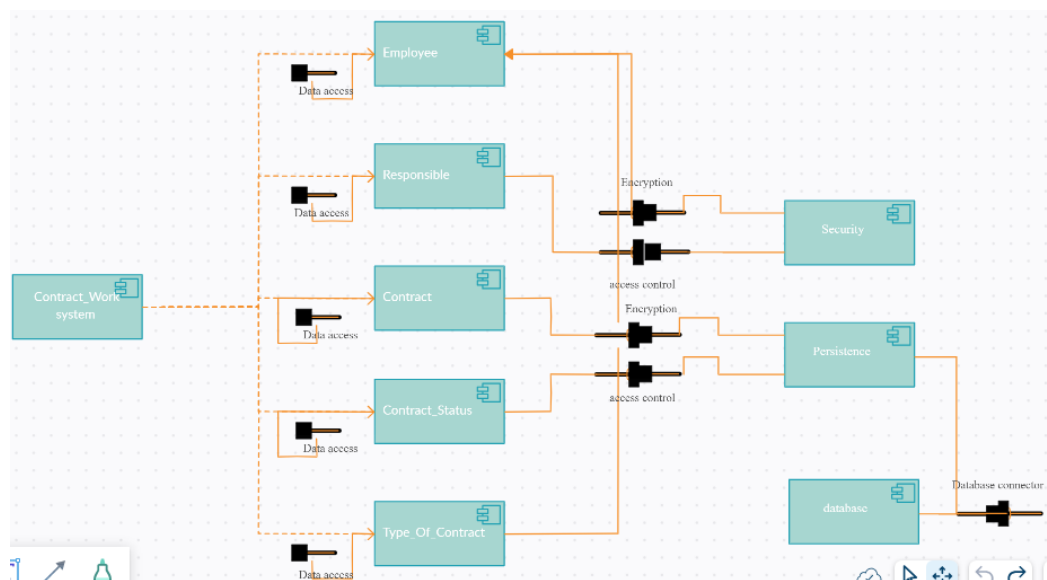 Employee
Data access
Responsible
Data access
Encryption
Security
access control
Contract_Work
system
Contract
Data access
Encryption
Persistence
access control
Contract_Status
Data access
Database connector
database
Type_Of_Contract
Data access